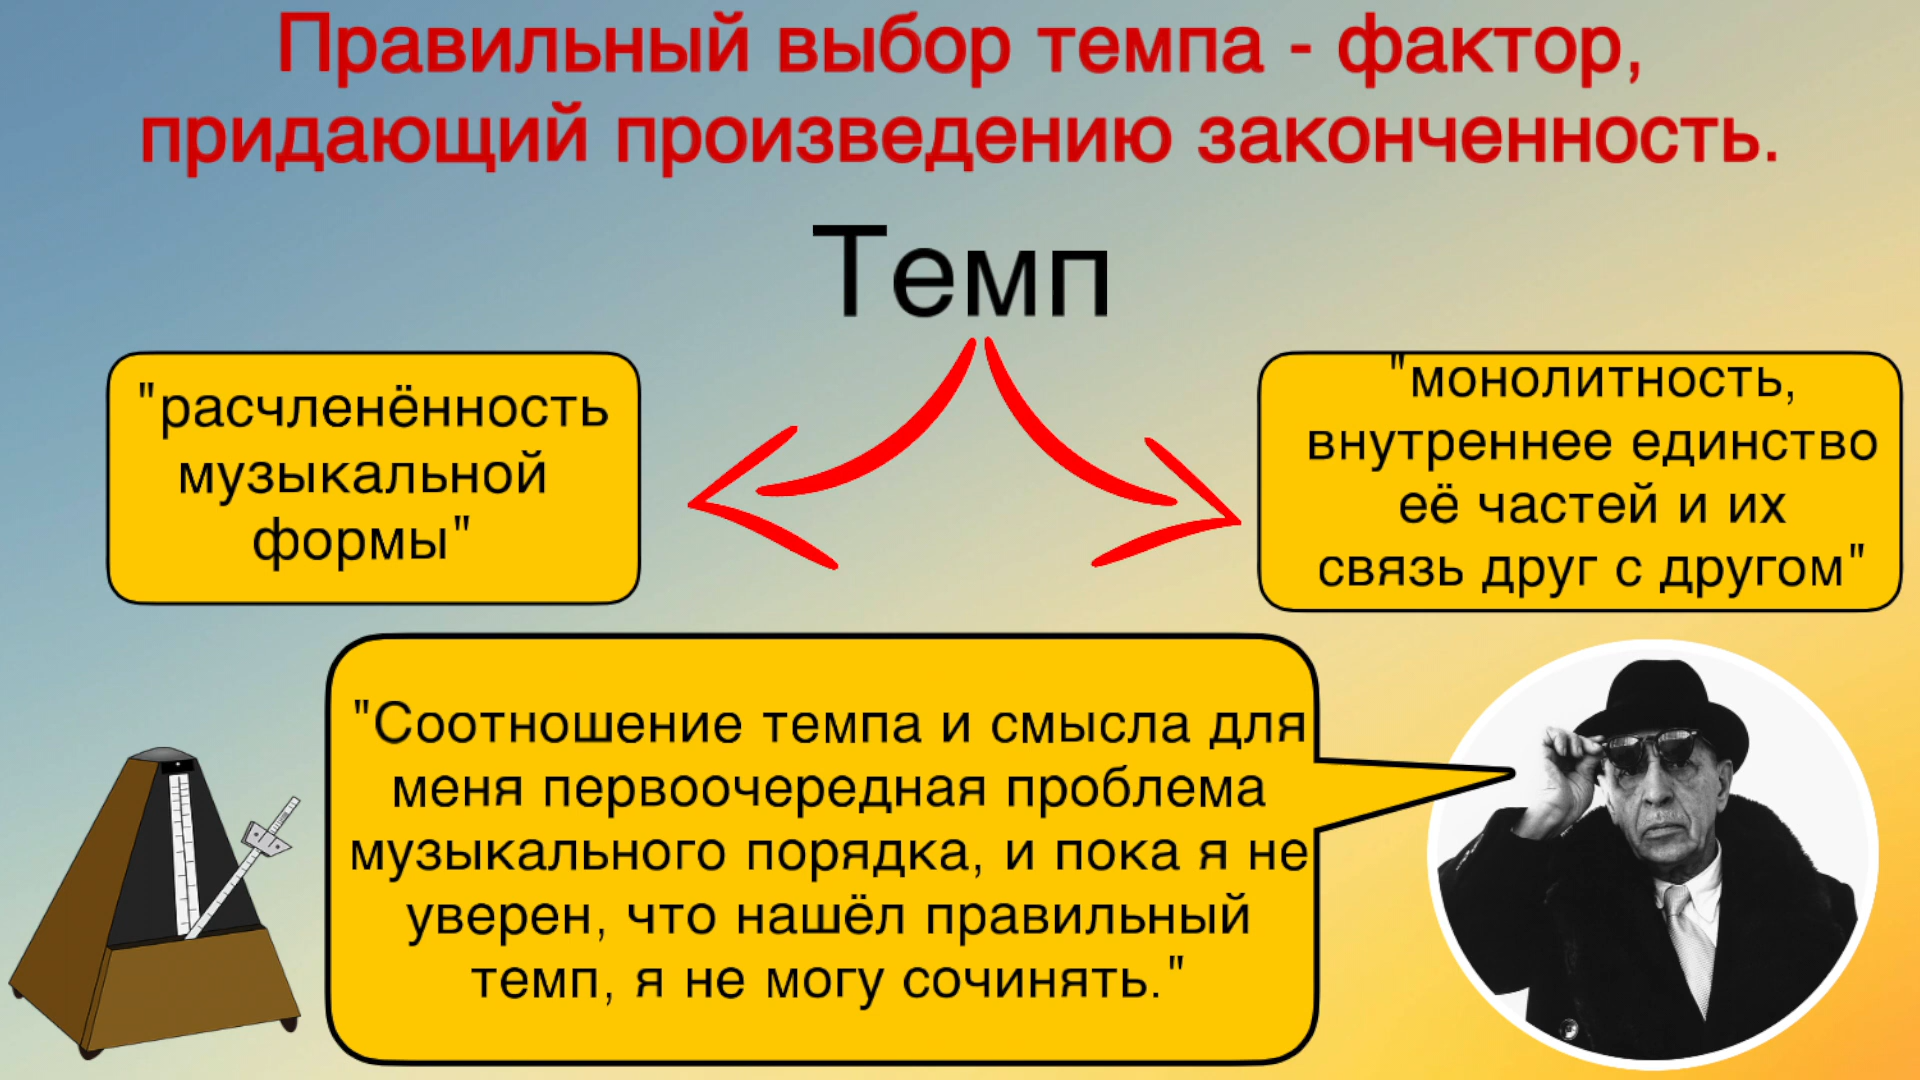 Правильный выбор темпа - фактор,
придающий произведению законченность.
Темп
"расчленённость
музыкальной
формы"
"монолитность,
внутреннее единство
её частей и их
связь друг с другом"
"Соотношение темпа и смысла для
меня первоочередная проблема
музыкального порядка, и пока я не
уверен, что нашёл правильный
темп, я не могу сочинять."